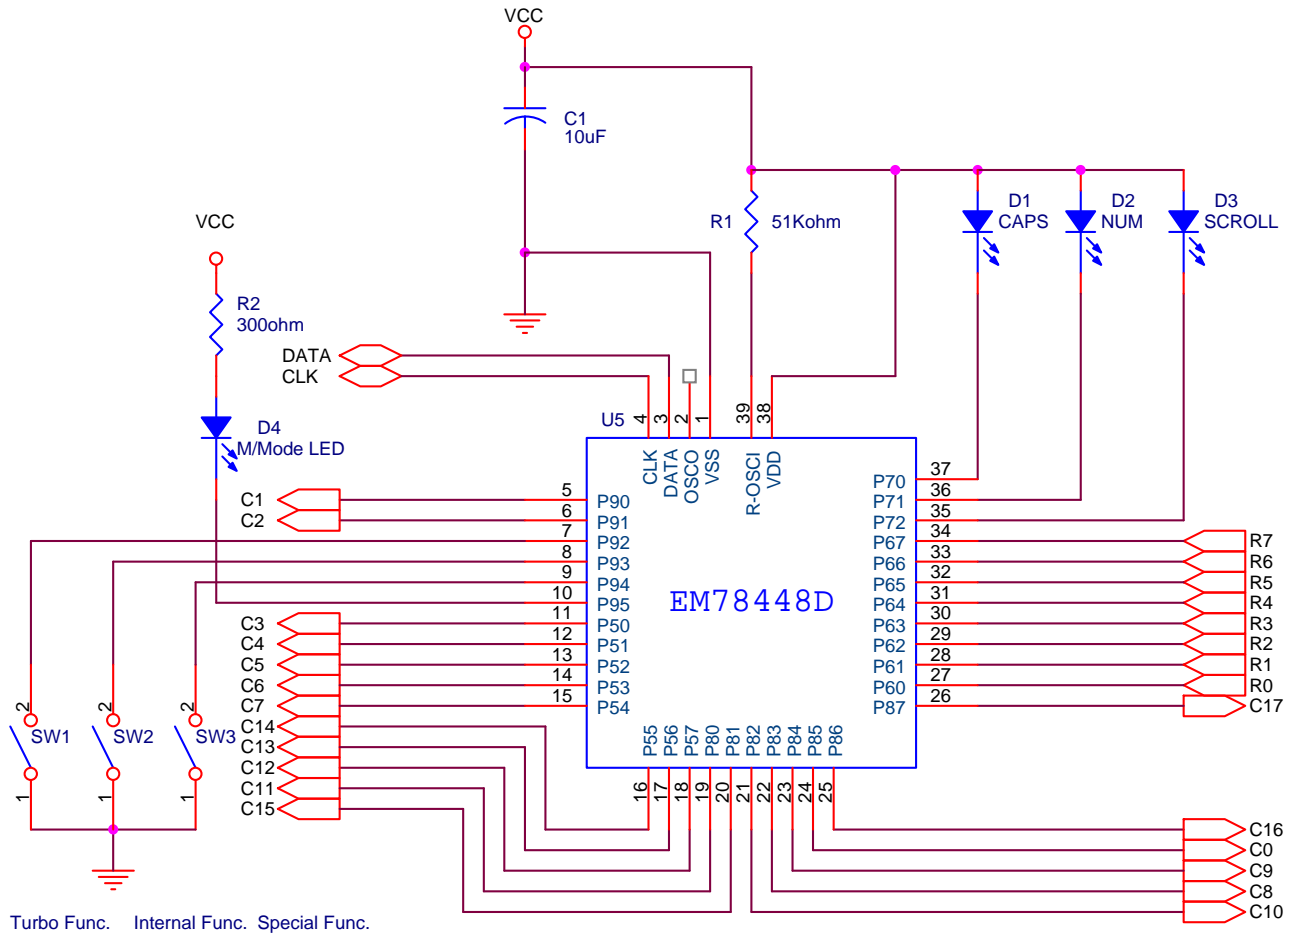 VCC
C1
10uF
VCC
R1 51Kohm
D1
CAPS
D2
NUM
D3
SCROLL
R2
300ohm
DATA
CLK
D4
M/Mode LED
U5
4 3 2 1 39 38
CLK DATA OSCO VSS R-OSCI VDD
EM78448D
C1 5 P90
C2 6 P91
7 P92
8 P93
9 P94
10 P95
C3 11 P50
C4 12 P51
C5 13 P52
C6 14 P53
C7 15 P54
C14
C13
C12
C11
C15
P70 37
P71 36
P72 35
P67 34 R7
P66 33 R6
P65 32 R5
P64 31 R4
P63 30 R3
P62 29 R2
P61 28 R1
P60 27 R0
P87 26 C17
P55 P56 P57 P80 P81 P82 P83 P84 P85 P86
16 17 18 19 20 21 22 23 24 25
2 2 2
SW1 SW2 SW3
1 1 1
C16
C0
C9
C8
C10
Turbo Func. Internal Func. Special Func.